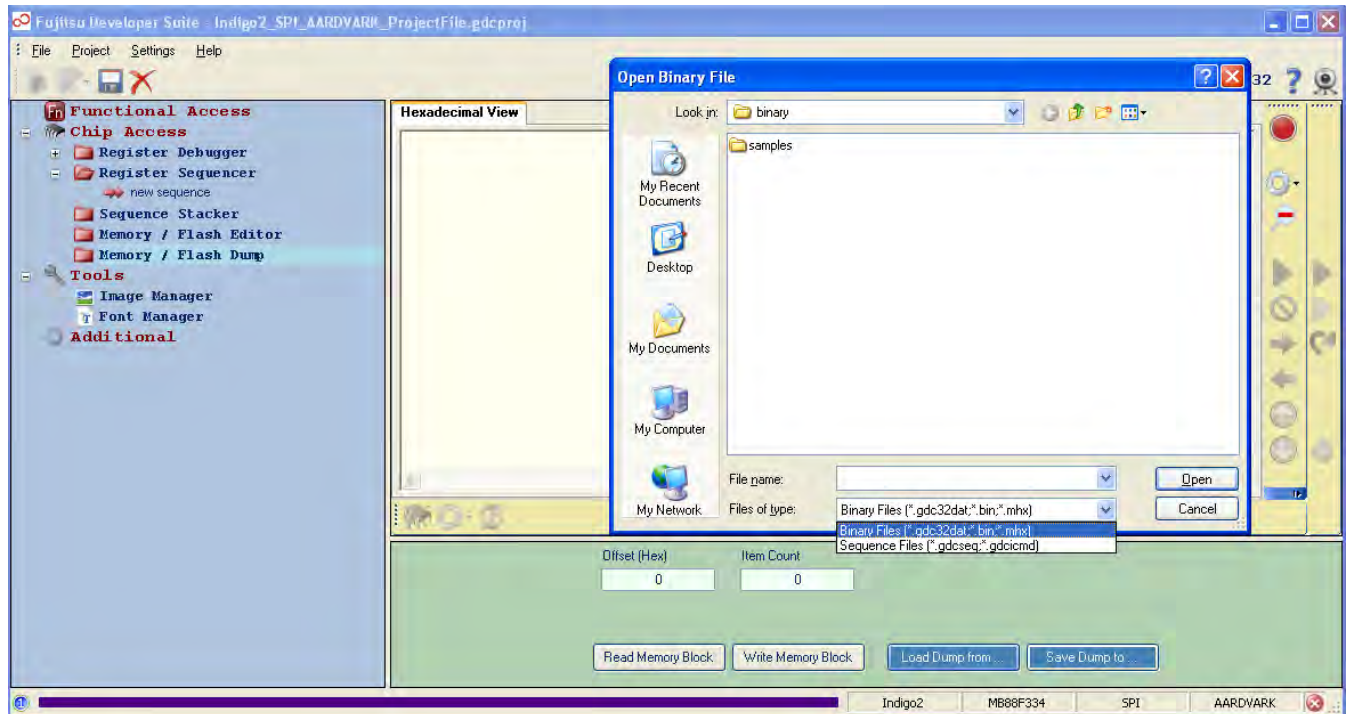 Fujitsu Developer Suite - Indigo2_SPI_AARDVARK_ProjectFile.gdcproj
File Project Settings Help
32
Functional Access
Chip Access
Register Debugger
Register Sequencer
new sequence
Sequence Stacker
Memory / Flash Editor
Memory / Flash Dump
Tools
Image Manager
Font Manager
Additional
Hexadecimal View
Open Binary File
Look in: binary
samples
My Recent
Documents
Desktop
My Documents
My Computer
My Network
File name:
Open
Files of type: Binary Files (*.gdc32dat;*.bin;*.mhx)
Cancel
Binary Files (*.gdc32dat;*.bin;*.mhx)
Sequence Files (*.gdcseq;*.gdcicmd)
Offset (Hex) Item Count
0 0
Read Memory Block Write Memory Block Load Dump from ... Save Dump to ...
Indigo2 MB88F334 SPI AARDVARK